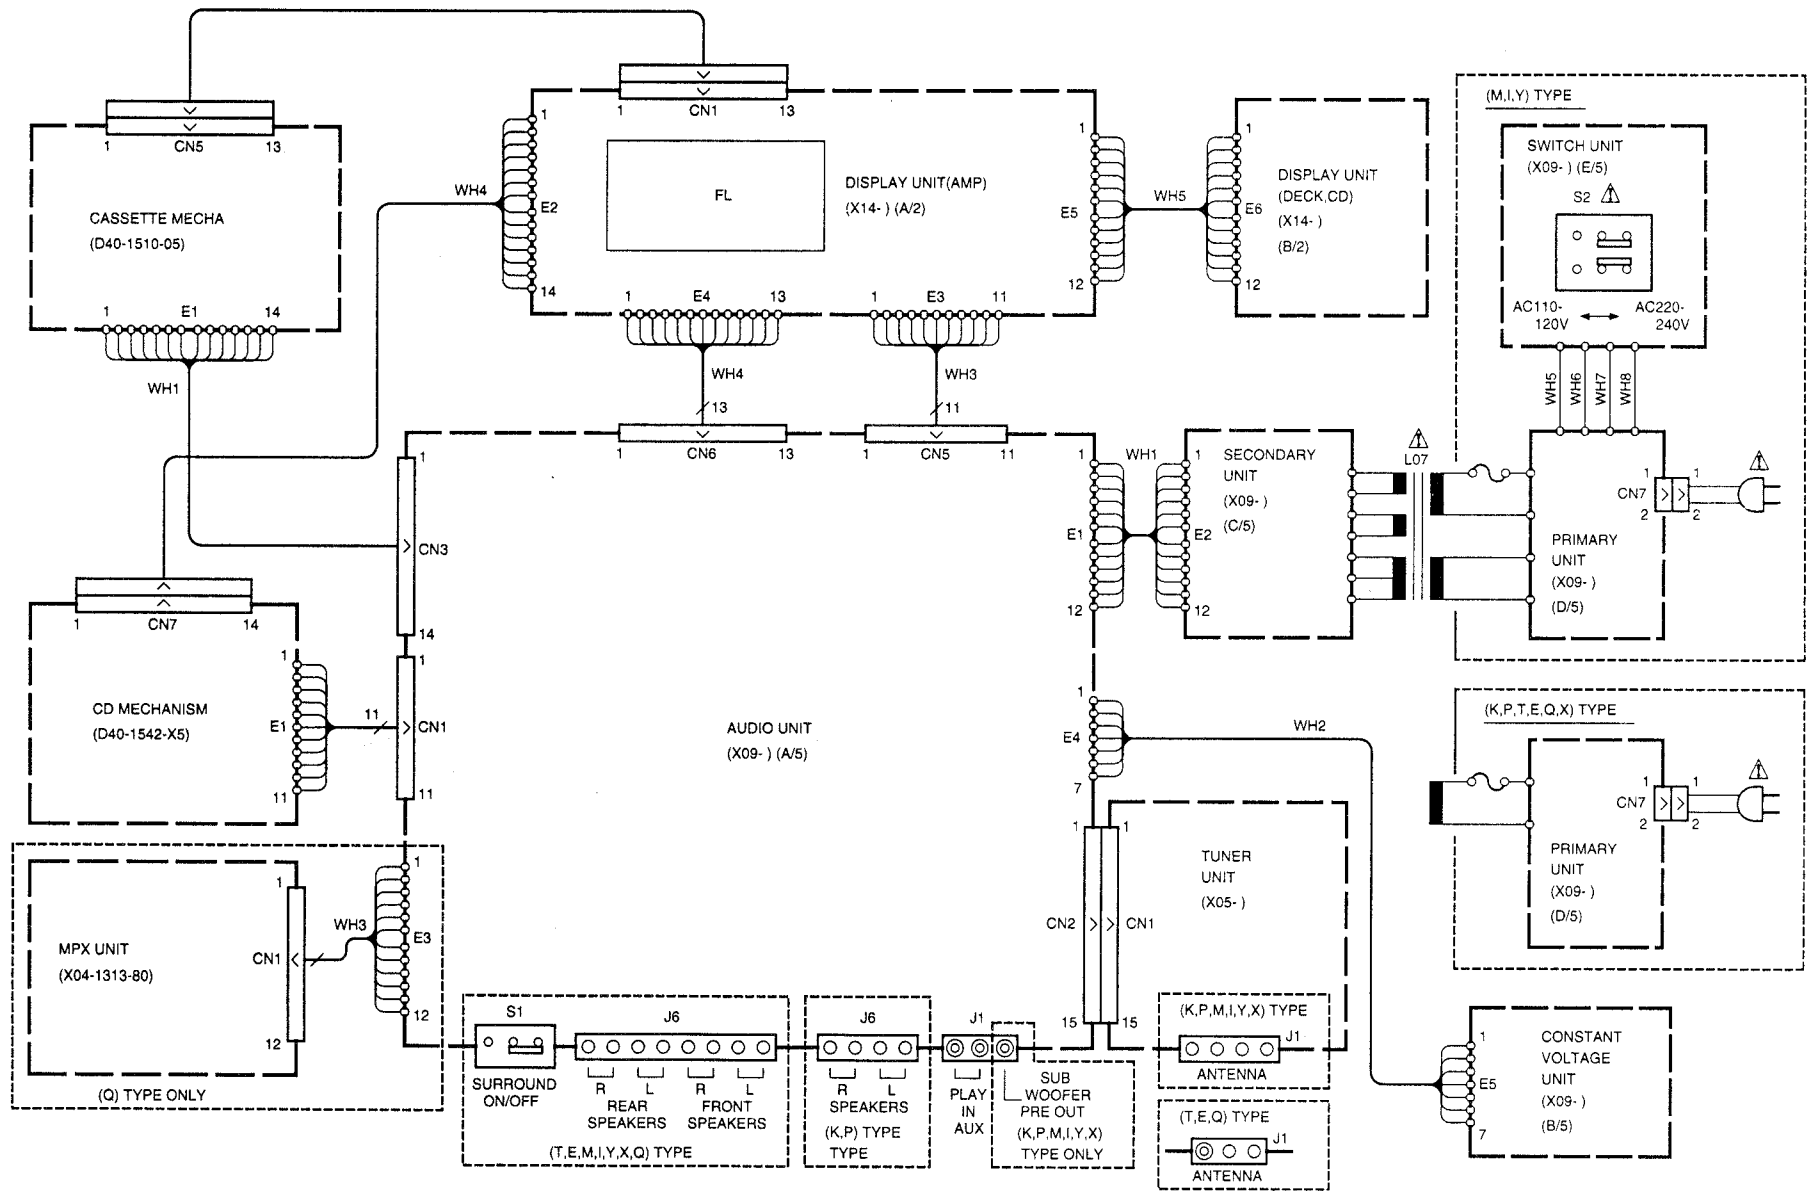 1 CN5 13
CASSETTE MECHA
(D40-1510-05)
1 E1 14
WH1
1 CN1 13
1
WH4
E2
14
FL
DISPLAY UNIT(AMP)
(X14- ) (A/2)
1
E5
12
WH5
1
E6
12
DISPLAY UNIT
(DECK,CD)
(X14- )
(B/2)
1 E4 13
1 E3 11
WH4
13
WH3
11
1 CN6 13
1 CN5 11
(M,I,Y) TYPE
SWITCH UNIT
(X09- ) (E/5)
S2
AC110-
120V
AC220-
240V
WH5
WH6
WH7
WH8
1
CN3
14
1
WH1
1
E1
E2
12
12
SECONDARY
UNIT
(X09- )
(C/5)
L07
1 1
CN7
2 2
PRIMARY
UNIT
(X09- )
(D/5)
1 CN7 14
CD MECHANISM
(D40-1542-X5)
1
E1
11
11
1
CN1
11
AUDIO UNIT
(X09- ) (A/5)
1
E4
7
WH2
(K,P,T,E,Q,X) TYPE
1 1
CN7
2 2
PRIMARY
UNIT
(X09- )
(D/5)
1 1
CN2 CN1
15 15
TUNER
UNIT
(X05- )
MPX UNIT
(X04-1313-80)
1
CN1
12
WH3
1
E3
12
(Q) TYPE ONLY
S1
SURROUND
ON/OFF
J6
R L R L
REAR
SPEAKERS
FRONT
SPEAKERS
(T,E,M,I,Y,X,Q) TYPE
J6
R L
SPEAKERS
(K,P) TYPE
TYPE
J1
PLAY
IN
AUX
SUB
WOOFER
PRE OUT
(K,P,M,I,Y,X)
TYPE ONLY
(K,P,M,I,Y,X) TYPE
J1
ANTENNA
(T,E,Q) TYPE
J1
ANTENNA
1
E5
7
CONSTANT
VOLTAGE
UNIT
(X09- )
(B/5)